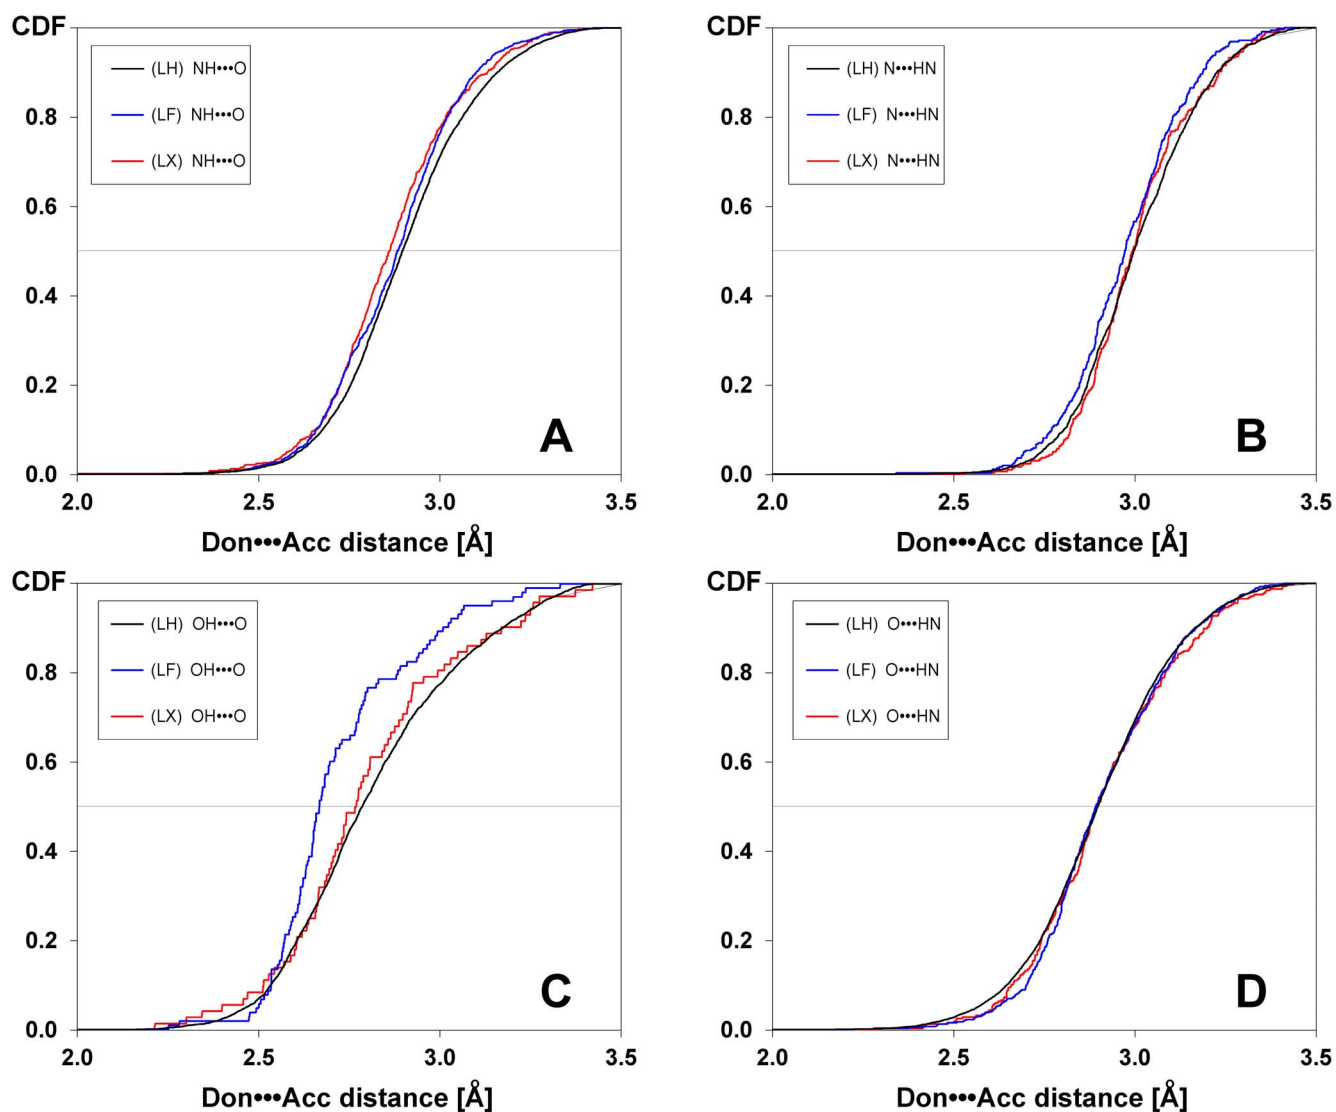 CDF
(LH) NH•••O
(LF) NH•••O
(LX) NH•••O
0.8
0.6
0.4
0.2
0.0
A
2.0 2.5 3.0 3.5
Don•••Acc distance [Å]
CDF
(LH) N•••HN
(LF) N•••HN
(LX) N•••HN
0.8
0.6
0.4
0.2
0.0
B
2.0 2.5 3.0 3.5
Don•••Acc distance [Å]
CDF
(LH) OH•••O
(LF) OH•••O
(LX) OH•••O
0.8
0.6
0.4
0.2
0.0
C
2.0 2.5 3.0 3.5
Don•••Acc distance [Å]
CDF
(LH) O•••HN
(LF) O•••HN
(LX) O•••HN
0.8
0.6
0.4
0.2
0.0
D
2.0 2.5 3.0 3.5
Don•••Acc distance [Å]